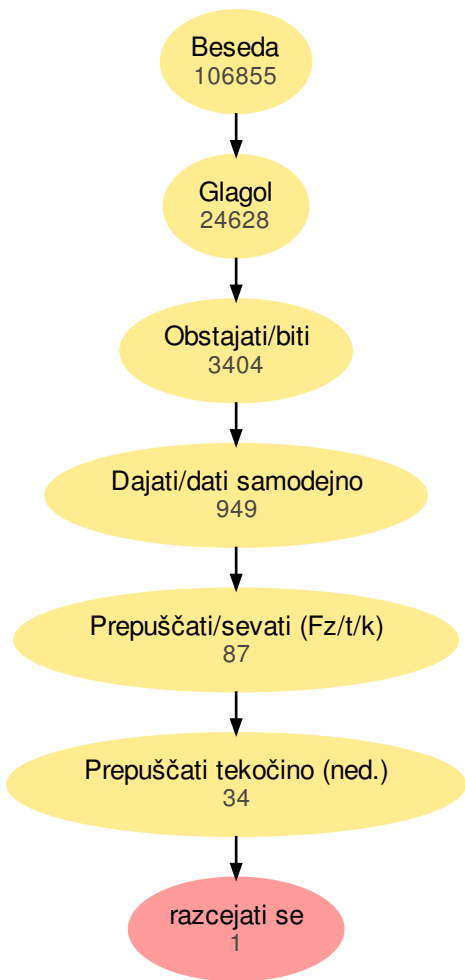 Beseda
106855
Glagol
24628
Obstajati/biti
3404
Dajati/dati samodejno
949
Prepuščati/sevati (Fz/t/k)
87
Prepuščati tekočino (ned.)
34
razcejati se
1